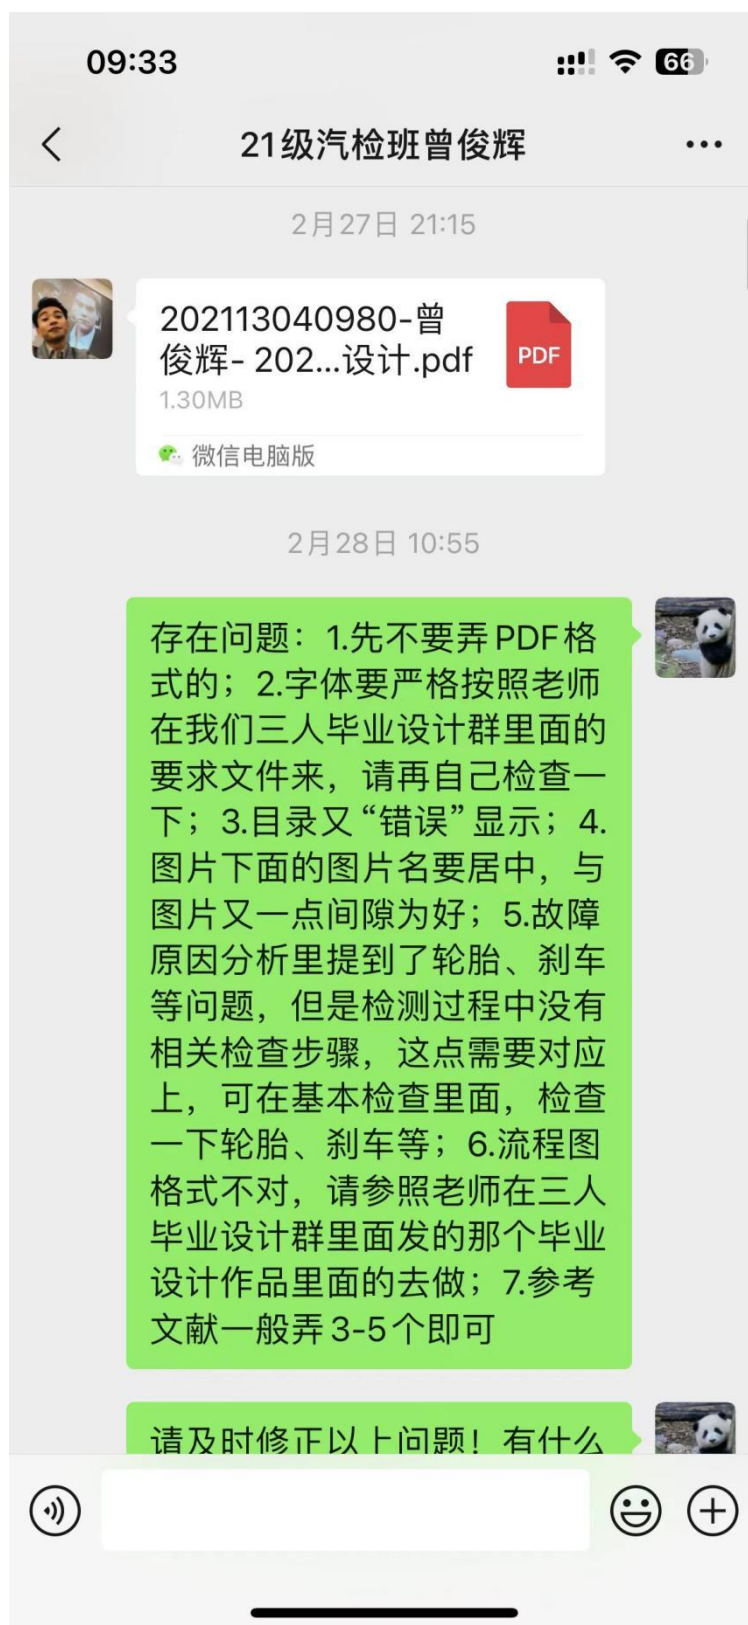 09:33
66
21级汽检班曾俊辉
2月27日 21:15
202113040980-曾
俊辉- 202...设计.pdf
PDF
1.30MB
微信电脑版
2月28日 10:55
存在问题：1.先不要弄PDF格
式的；2.字体要严格按照老师
在我们三人毕业设计群里面的
要求文件来，请再自己检查一
下；3.目录又“错误”显示；4.
图片下面的图片名要居中，与
图片又一点间隙为好；5.故障
原因分析里提到了轮胎、刹车
等问题，但是检测过程中没有
相关检查步骤，这点需要对应
上，可在基本检查里面，检查
一下轮胎、刹车等；6.流程图
格式不对，请参照老师在三人
毕业设计群里面发的那个毕业
设计作品里面的去做；7.参考
文献一般弄3-5个即可
请及时修正以上问题！有什么